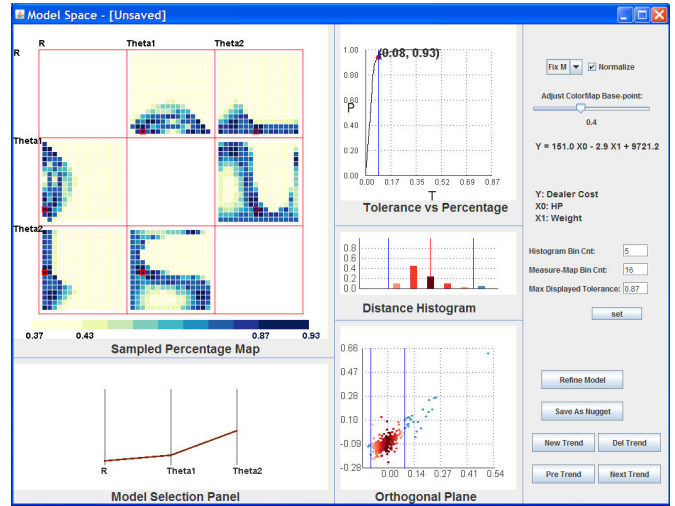 Model Space - [Unsaved]
R Theta1 Theta2
R
Theta1
Theta2
0.37 0.43 0.87 0.93
Sampled Percentage Map
R Theta1 Theta2
Model Selection Panel
(0.08, 0.93)
1.00
0.80
0.60
0.40
0.20
0.00
P
0.00 0.17 0.35 0.52 0.69 0.87
T
Tolerance vs Percentage
0.8
0.6
0.4
0.2
0.0
Distance Histogram
0.66
0.47
0.28
0.10
-0.09
-0.28
0.00 0.14 0.27 0.41 0.54
Orthogonal Plane
Fix M Normalize
Adjust ColorMap Base-point:
0.4
Y = 151.0 X0 - 2.9 X1 + 9721.2
Y: Dealer Cost
X0: HP
X1: Weight
Histogram Bin Cnt: 5
Measure-Map Bin Cnt: 16
Max Displayed Tolerance: 0.87
set
Refine Model
Save As Nugget
New Trend Del Trend
Pre Trend Next Trend